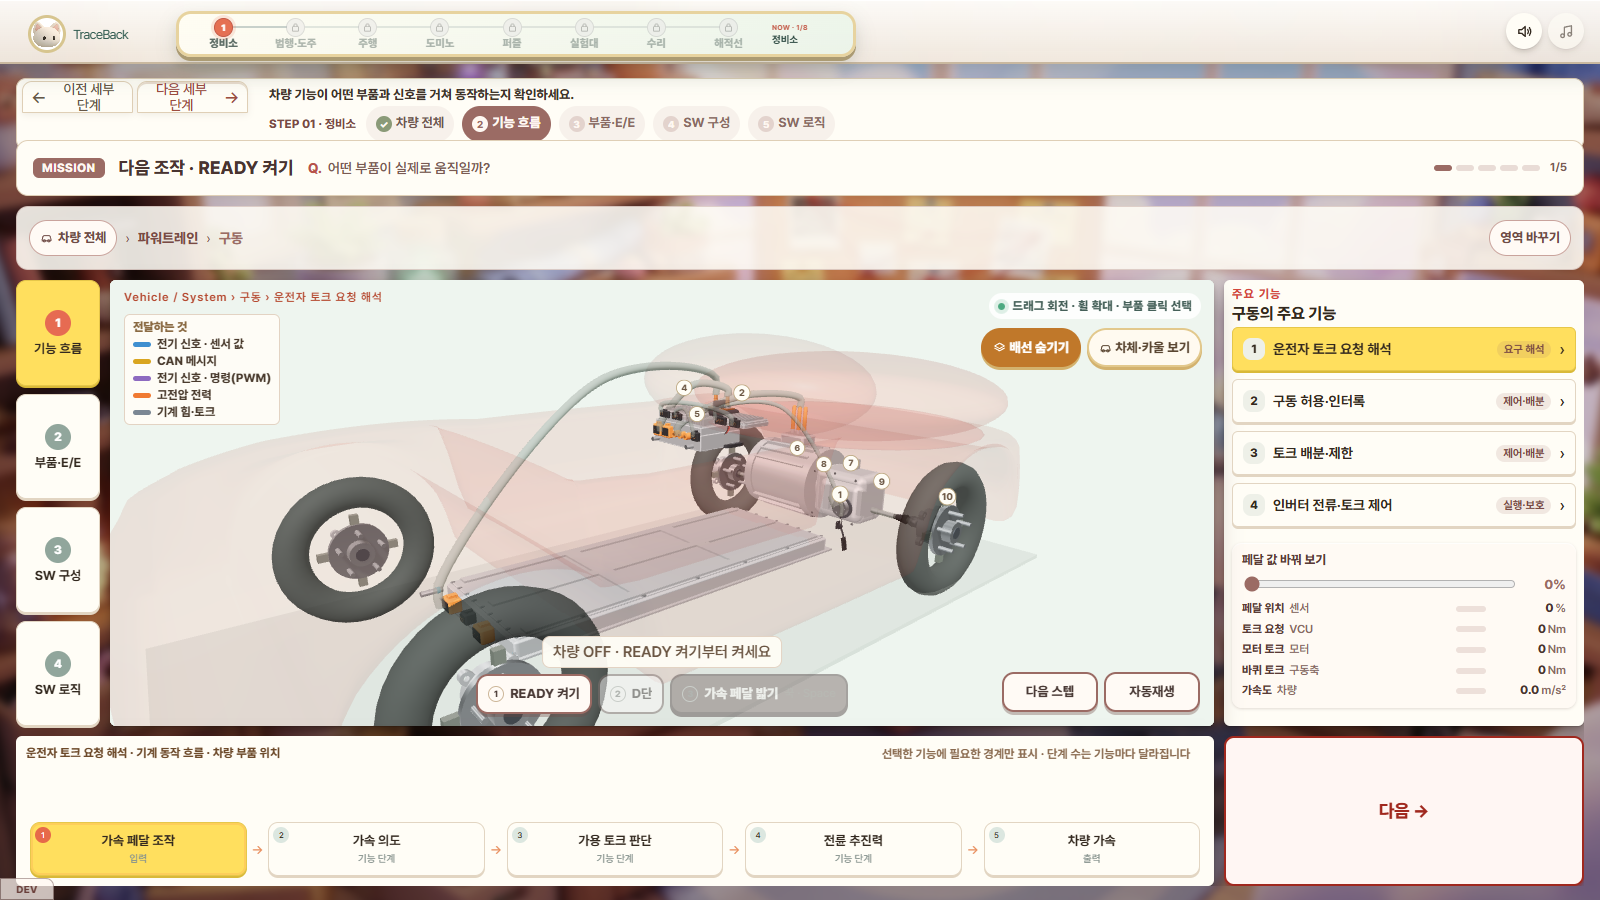 TraceBack
1
정비소
범행·도주
주행
도미노
퍼즐
실험대
수리
해적선
NOW · 1/8
정비소
← 이전 세부 단계
다음 세부 단계 →
차량 기능이 어떤 부품과 신호를 거쳐 동작하는지 확인하세요.
STEP 01 · 정비소
차량 전체
2 기능 흐름
3 부품·E/E
4 SW 구성
5 SW 로직
MISSION 다음 조작 · READY 켜기 Q. 어떤 부품이 실제로 움직일까?
1/5
차량 전체 › 파워트레인 › 구동
영역 바꾸기
1
기능 흐름
2
부품·E/E
3
SW 구성
4
SW 로직
Vehicle / System › 구동 › 운전자 토크 요청 해석
드래그 회전 · 휠 확대 · 부품 클릭 선택
배선 숨기기
차체·카울 보기
전달하는 것
전기 신호 · 센서 값
CAN 메시지
전기 신호 · 명령(PWM)
고전압 전력
기계 힘·토크
4
2
5
6
8
7
9
1
10
차량 OFF · READY 켜기부터 켜세요
1 READY 켜기
2 D단
가속 페달 밟기
다음 스텝
자동재생
주요 기능
구동의 주요 기능
1 운전자 토크 요청 해석 요구 해석 ›
2 구동 허용·인터록 제어·배분 ›
3 토크 배분·제한 제어·배분 ›
4 인버터 전류·토크 제어 실행·보호 ›
페달 값 바꿔 보기
0%
페달 위치 센서 0 %
토크 요청 VCU 0 Nm
모터 토크 모터 0 Nm
바퀴 토크 구동축 0 Nm
가속도 차량 0.0 m/s²
운전자 토크 요청 해석 · 기계 동작 흐름 · 차량 부품 위치
선택한 기능에 필요한 경계만 표시 · 단계 수는 기능마다 달라집니다
1 가속 페달 조작
입력
→
2 가속 의도
기능 단계
→
3 가용 토크 판단
기능 단계
→
4 전륜 추진력
기능 단계
→
5 차량 가속
출력
다음 →
DEV